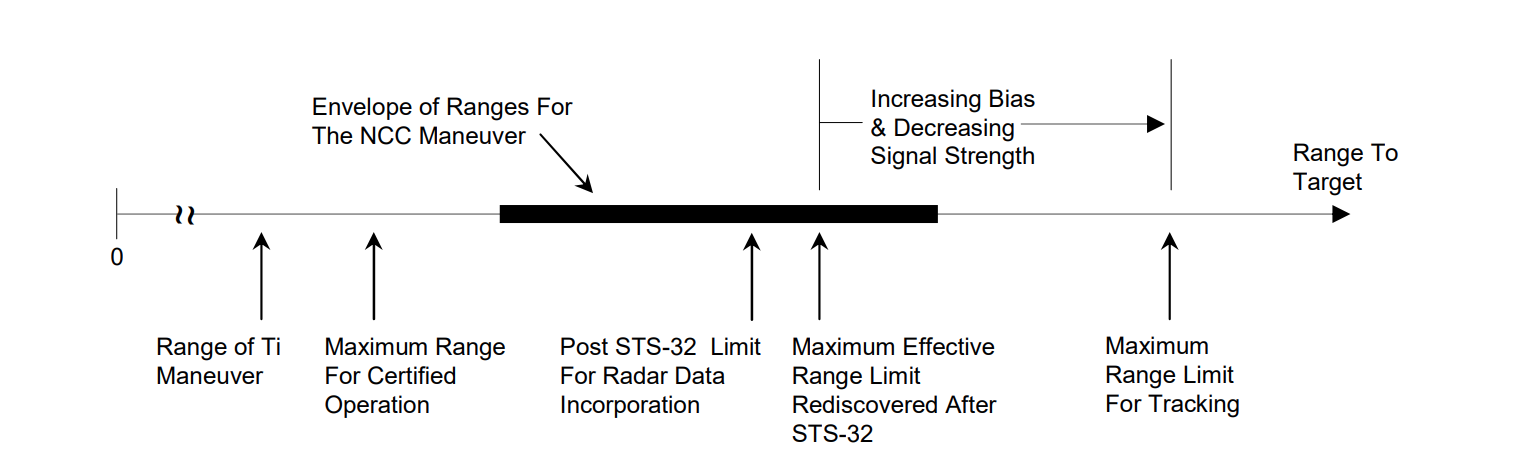 Envelope of Ranges For
The NCC Maneuver
Increasing Bias
& Decreasing
Signal Strength
Range To
Target
0
Range of Ti
Maneuver
Maximum Range
For Certified
Operation
Post STS-32 Limit
For Radar Data
Incorporation
Maximum Effective
Range Limit
Rediscovered After
STS-32
Maximum
Range Limit
For Tracking